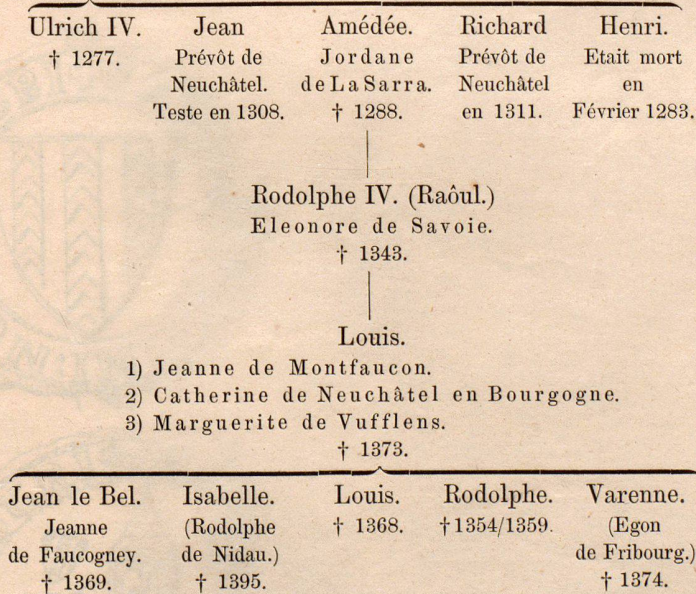 Ulrich IV. Jean Amédée. Richard Henri.
† 1277. Prévôt de Jordane Prévôt de Etait mort
Neuchâtel. de La Sarra. Neuchâtel en
Teste en 1308. † 1288. en 1311. Février 1283.
Rodolphe IV. (Raôul.)
Eleonore de Savoie.
† 1343.
Louis.
1) Jeanne de Montfaucon.
2) Catherine de Neuchâtel en Bourgogne.
3) Marguerite de Vufflens.
† 1373.
Jean le Bel. Isabelle. Louis. Rodolphe. Varenne.
Jeanne (Rodolphe † 1368. †1354/1359. (Egon
de Faucogney. de Nidau.) de Fribourg.)
† 1369. † 1395. † 1374.